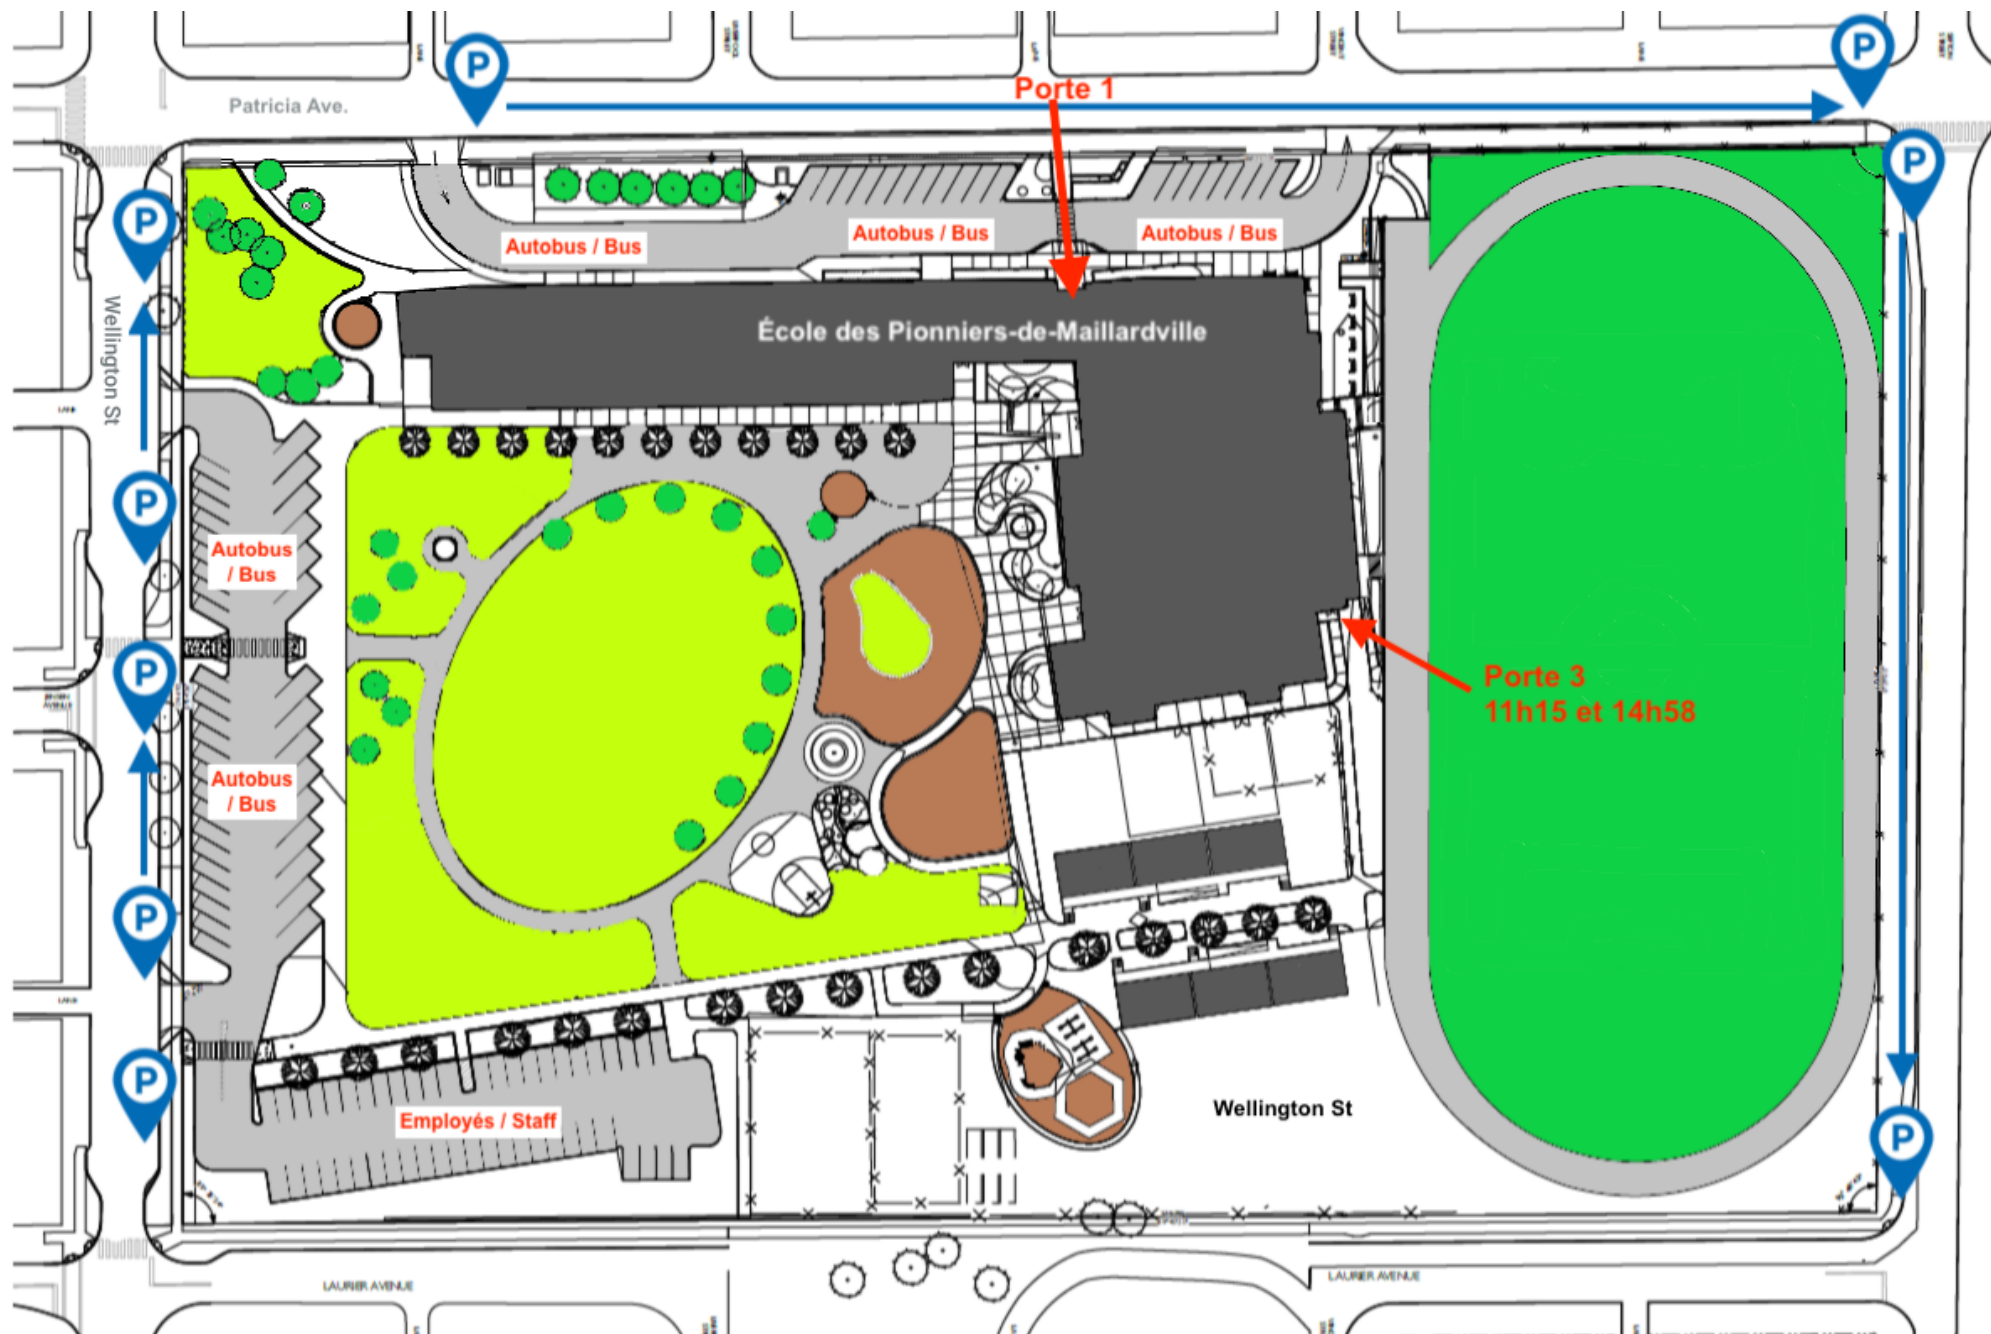 P
P
Porte 1
Patricia Ave.
P
P
Autobus / Bus
Autobus / Bus
Autobus / Bus
École des Pionniers-de-Maillardville
Wellington St
LANE
P
Autobus
/ Bus
P
Porte 3
11h15 et 14h58
Autobus
/ Bus
P
P
Employés / Staff
Wellington St
P
LAURIER AVENUE
LAURIER AVENUE